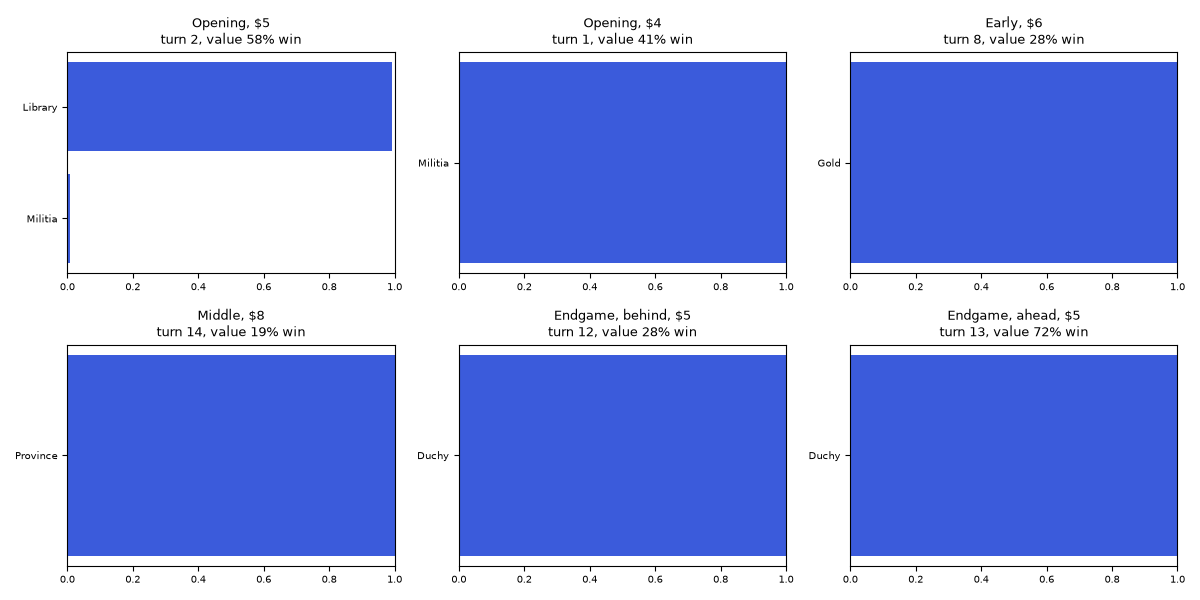 Opening, $5
turn 2, value 58% win
Library
Militia
0.0 0.2 0.4 0.6 0.8 1.0
Opening, $4
turn 1, value 41% win
Militia
0.0 0.2 0.4 0.6 0.8 1.0
Early, $6
turn 8, value 28% win
Gold
0.0 0.2 0.4 0.6 0.8 1.0
Middle, $8
turn 14, value 19% win
Province
0.0 0.2 0.4 0.6 0.8 1.0
Endgame, behind, $5
turn 12, value 28% win
Duchy
0.0 0.2 0.4 0.6 0.8 1.0
Endgame, ahead, $5
turn 13, value 72% win
Duchy
0.0 0.2 0.4 0.6 0.8 1.0